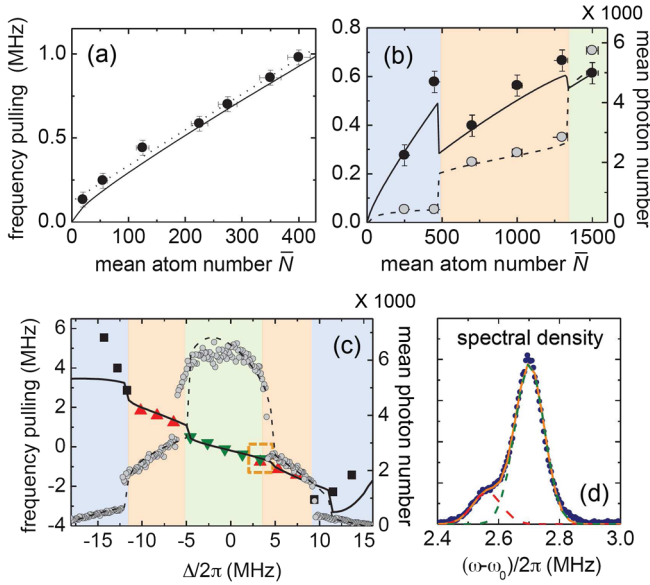 X 1000
(a)
(b)
frequency pulling (MHz)
1.0
0.5
0.0
0 100 200 300 400
mean atom number N̅
0.8
0.6
0.4
0.2
0.0
0 500 1000 1500
mean atom number N̅
6
5
4
3
2
1
0
mean photon number
X 1000
(c)
frequency pulling (MHz)
6
4
2
0
-2
-4
-15 -10 -5 0 5 10 15
Δ/2π (MHz)
7
6
5
4
3
2
1
0
mean photon number
spectral density
(d)
2.4 2.6 2.8 3.0
(ω-ω₀)/2π (MHz)